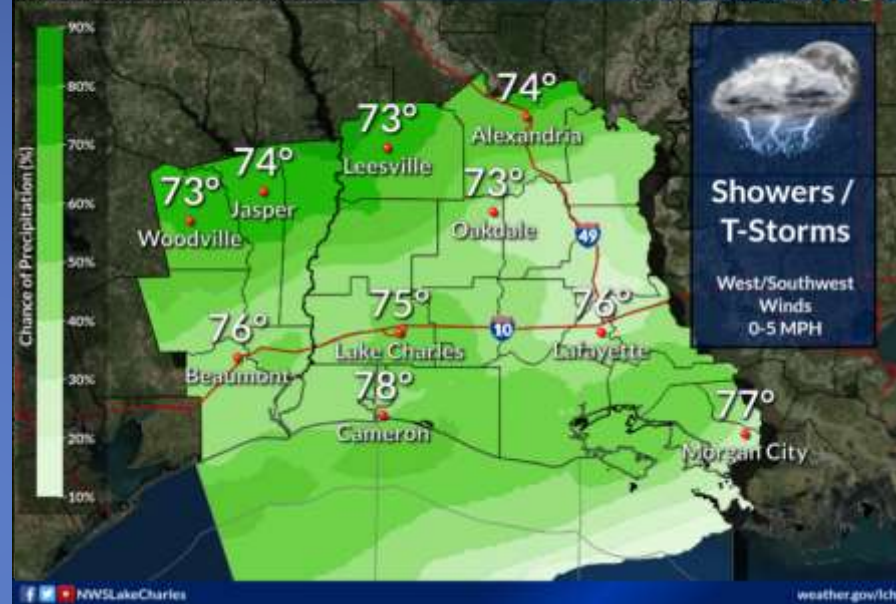 90%
80%
70%
60%
50%
40%
30%
20%
10%
Chance of Precipitation (%)
74°
Alexandria
73°
Leesville
74°
Jasper
73°
Woodville
73°
Oakdale
49
76°
Beaumont
75°
Lake Charles
10
76°
Lafayette
78°
Cameron
77°
Morgan City
Showers /
T-Storms
West/Southwest
Winds
0-5 MPH
NWSLakeCharles
weather.gov/lch